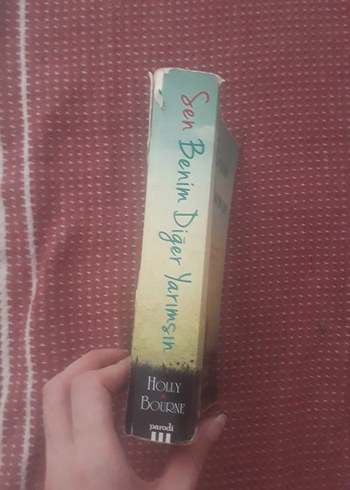 Sen Benim Diğer Yarımsın
HOLLY
BOURNE
parodi